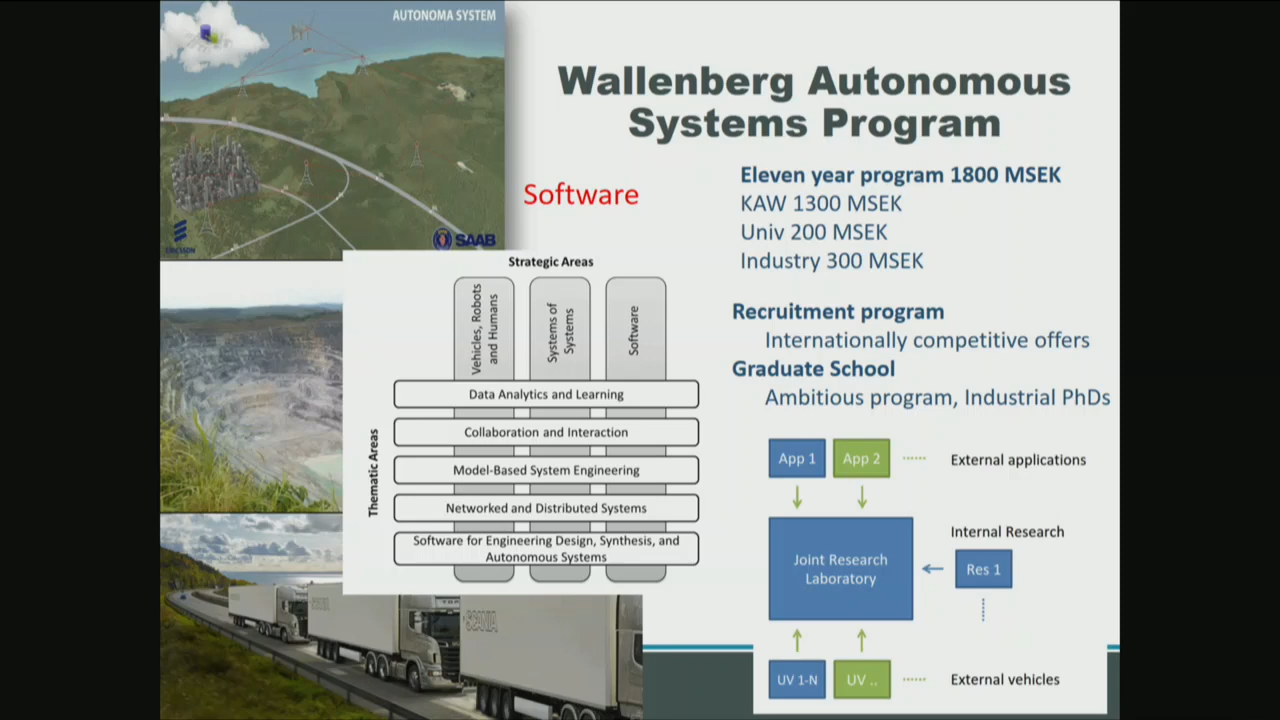 AUTONOMA SYSTEM
ERICSSON
SAAB
Wallenberg Autonomous
Systems Program
Software
Eleven year program 1800 MSEK
KAW 1300 MSEK
Univ 200 MSEK
Industry 300 MSEK
Recruitment program
Internationally competitive offers
Graduate School
Ambitious program, Industrial PhDs
Strategic Areas
Vehicles, Robots
and Humans
Systems of
Systems
Software
Thematic Areas
Data Analytics and Learning
Collaboration and Interaction
Model-Based System Engineering
Networked and Distributed Systems
Software for Engineering Design, Synthesis, and
Autonomous Systems
App 1
App 2
External applications
Internal Research
Joint Research
Laboratory
Res 1
UV 1-N
UV ..
External vehicles
SCANIA